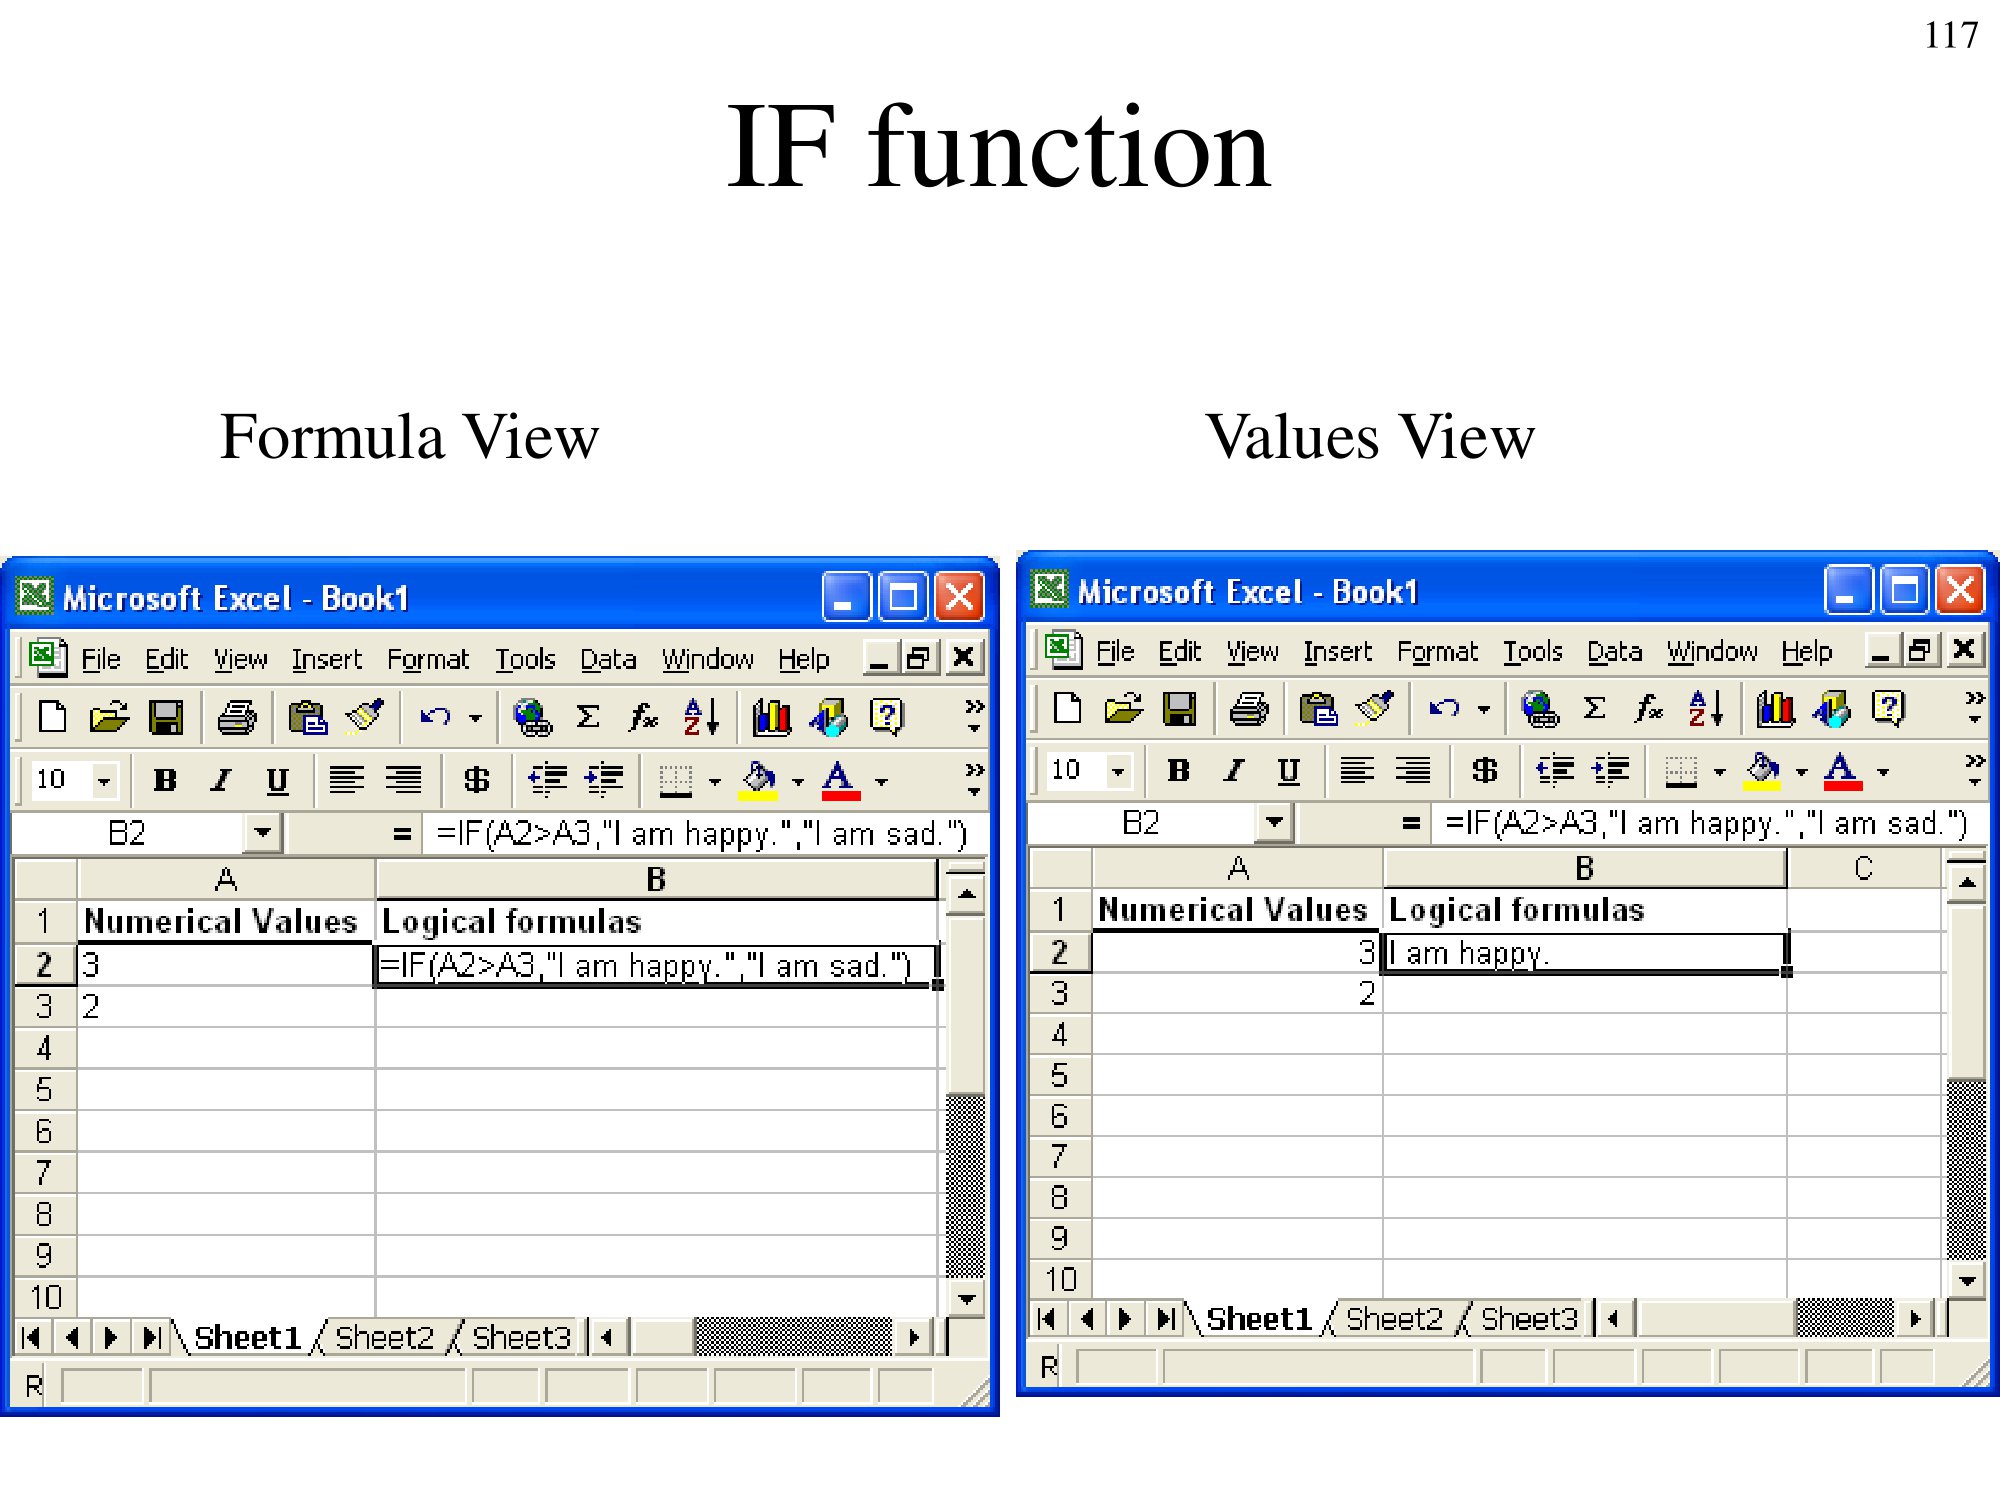 117
IF function
Formula View
Values View
Microsoft Excel - Book1
File Edit View Insert Format Tools Data Window Help
10 B I U $ A
B2 = =IF(A2>A3,"I am happy.","I am sad.")
A B
1 Numerical Values Logical formulas
2 3 =IF(A2>A3,"I am happy.","I am sad.")
3 2
4
5
6
7
8
9
10
Sheet1 Sheet2 Sheet3
R
Microsoft Excel - Book1
File Edit View Insert Format Tools Data Window Help
10 B I U $ A
B2 = =IF(A2>A3,"I am happy.","I am sad.")
A B C
1 Numerical Values Logical formulas
2 3 I am happy.
3 2
4
5
6
7
8
9
10
Sheet1 Sheet2 Sheet3
R